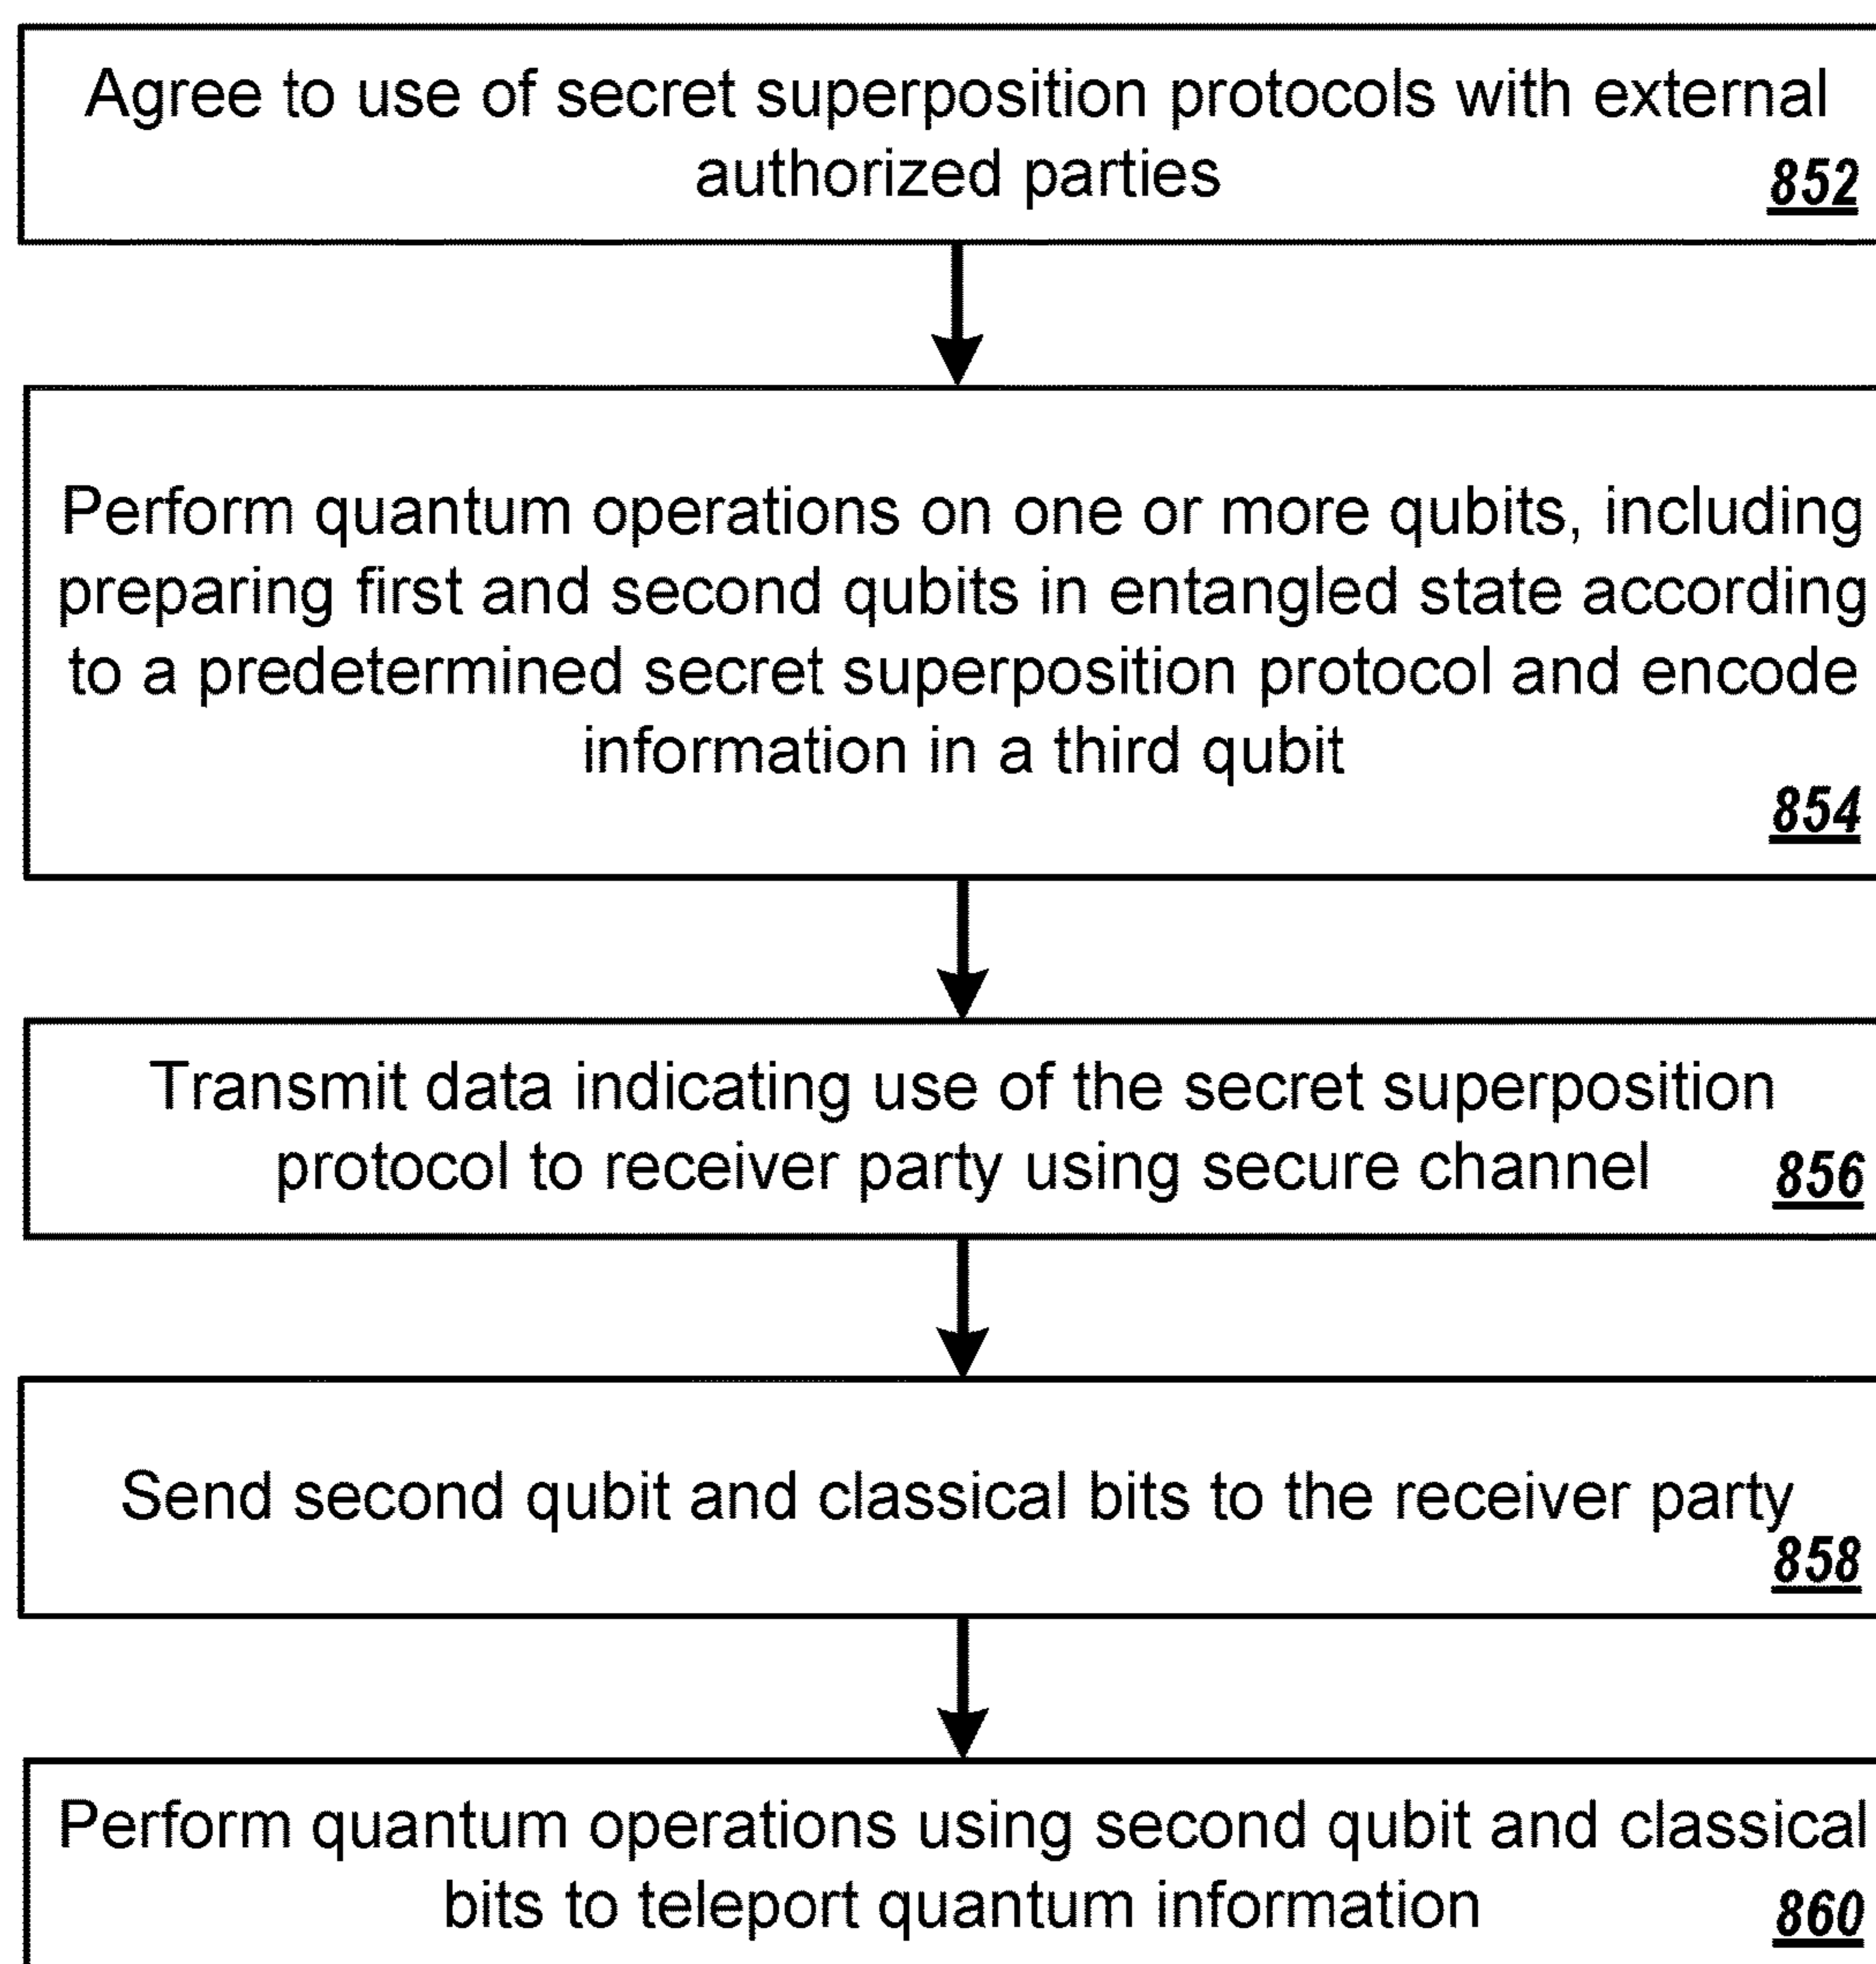 Agree to use of secret superposition protocols with external
authorized parties
852
Perform quantum operations on one or more qubits, including
preparing first and second qubits in entangled state according
to a predetermined secret superposition protocol and encode
information in a third qubit
854
Transmit data indicating use of the secret superposition
protocol to receiver party using secure channel
856
Send second qubit and classical bits to the receiver party
858
Perform quantum operations using second qubit and classical
bits to teleport quantum information
860